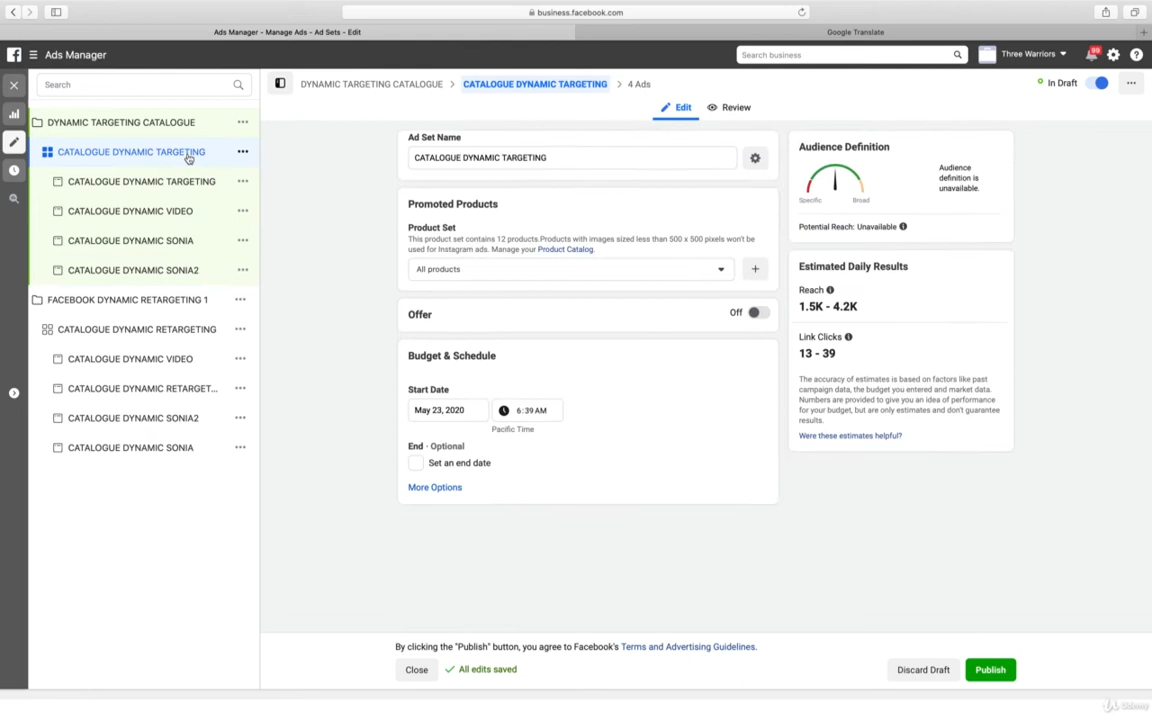 business.facebook.com
Ads Manager - Manage Ads - Ad Sets - Edit
Google Translate
Ads Manager
Search business
Three Warriors
99
Search
DYNAMIC TARGETING CATALOGUE
CATALOGUE DYNAMIC TARGETING
CATALOGUE DYNAMIC TARGETING
CATALOGUE DYNAMIC VIDEO
CATALOGUE DYNAMIC SONIA
CATALOGUE DYNAMIC SONIA2
FACEBOOK DYNAMIC RETARGETING 1
CATALOGUE DYNAMIC RETARGETING
CATALOGUE DYNAMIC VIDEO
CATALOGUE DYNAMIC RETARGET...
CATALOGUE DYNAMIC SONIA2
CATALOGUE DYNAMIC SONIA
DYNAMIC TARGETING CATALOGUE > CATALOGUE DYNAMIC TARGETING > 4 Ads
In Draft
Edit
Review
Ad Set Name
CATALOGUE DYNAMIC TARGETING
Promoted Products
Product Set
This product set contains 12 products.Products with images sized less than 500 x 500 pixels won't be
used for Instagram ads. Manage your Product Catalog.
All products
Offer
Off
Budget & Schedule
Start Date
May 23, 2020
6:39 AM
Pacific Time
End · Optional
Set an end date
More Options
Audience Definition
Specific
Broad
Audience
definition is
unavailable.
Potential Reach: Unavailable
Estimated Daily Results
Reach
1.5K - 4.2K
Link Clicks
13 - 39
The accuracy of estimates is based on factors like past
campaign data, the budget you entered and market data.
Numbers are provided to give you an idea of performance
for your budget, but are only estimates and don't guarantee
results.
Were these estimates helpful?
By clicking the "Publish" button, you agree to Facebook's Terms and Advertising Guidelines.
Close
All edits saved
Discard Draft
Publish
Udemy